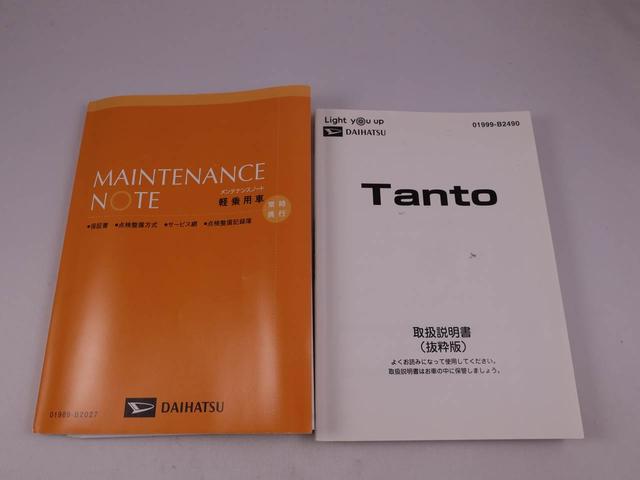 MAINTENANCE
NOTE
メンテナンスノート
軽乗用車
常時
携行
●保証書 ●点検整備方式 ●サービス網 ●点検整備記録簿
DAIHATSU
01989-B2027
Light you up
DAIHATSU
01999-B2490
Tanto
取扱説明書
(抜粋版)
よくお読みになって使用してください。
取扱説明書はお車の中に保管しましょう。